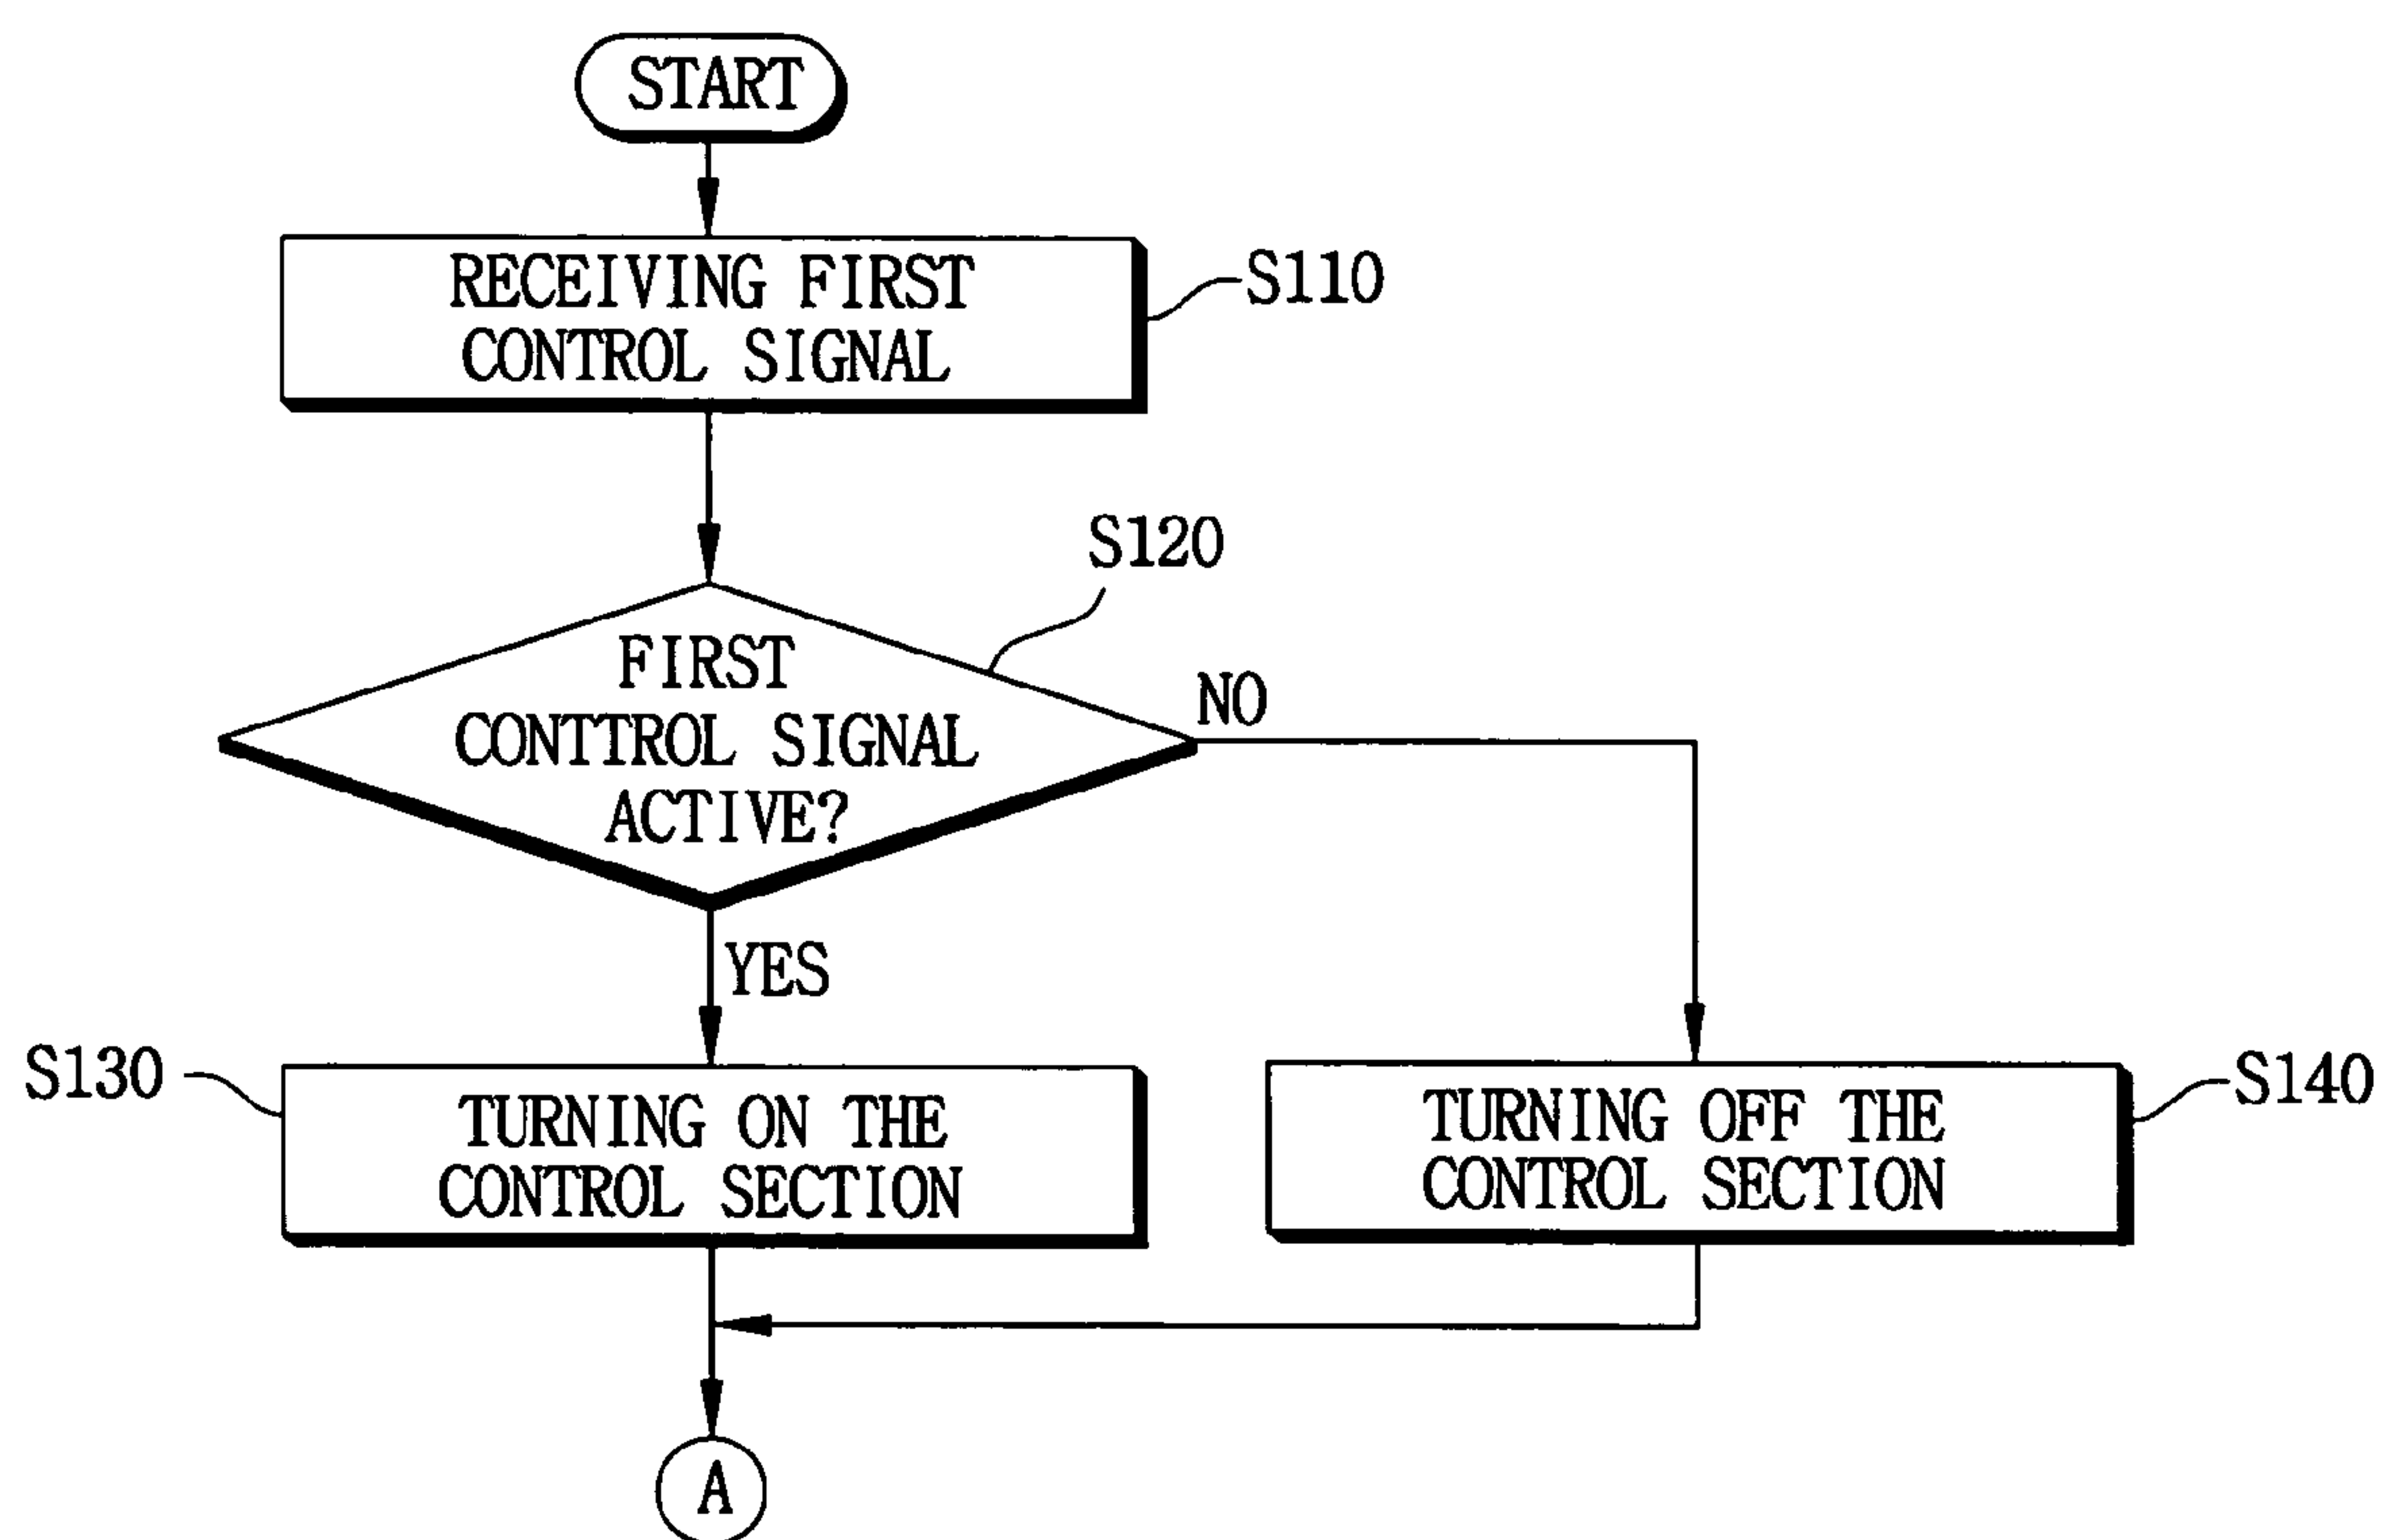 START
RECEIVING FIRST
CONTROL SIGNAL
S110
S120
FIRST
CONTTROL SIGNAL
ACTIVE?
NO
YES
S130
TURNING ON THE
CONTROL SECTION
TURNING OFF THE
CONTROL SECTION
S140
A